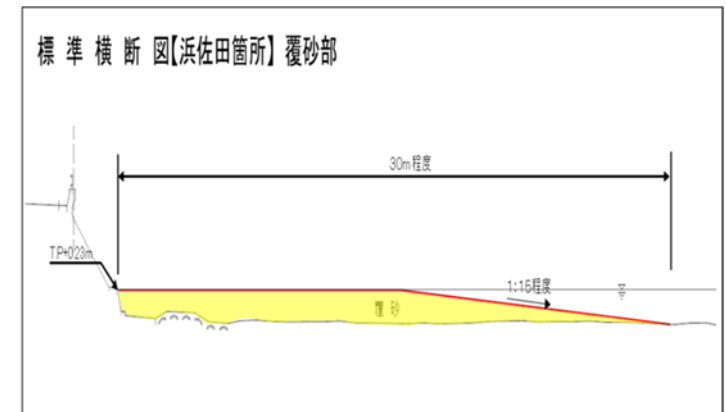 標 準 横 断 図【浜佐田箇所】 覆砂部
30m程度
T.P+0.23m
1:15程度
覆 砂